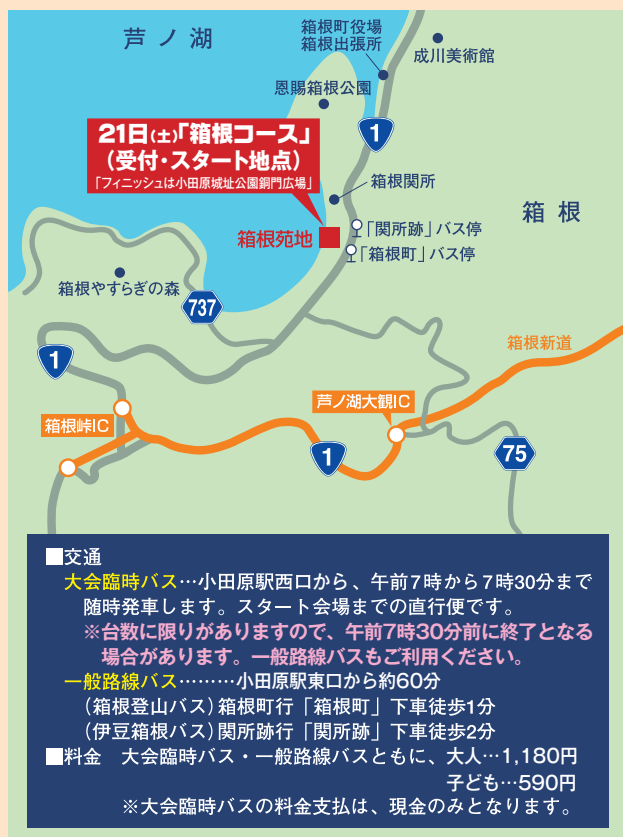 芦ノ湖
箱根町役場
箱根出張所
成川美術館
恩賜箱根公園
1
21日(土)「箱根コース」
(受付・スタート地点)
「フィニッシュは小田原城址公園銅門広場」
箱根関所
箱根
箱根苑地
「関所跡」バス停
「箱根町」バス停
箱根やすらぎの森
737
箱根新道
1
芦ノ湖大観IC
箱根峠IC
1
75
■交通
大会臨時バス…小田原駅西口から、午前7時から7時30分まで
随時発車します。スタート会場までの直行便です。
※台数に限りがありますので、午前7時30分前に終了となる
場合があります。一般路線バスもご利用ください。
一般路線バス………小田原駅東口から約60分
(箱根登山バス)箱根町行「箱根町」下車徒歩1分
(伊豆箱根バス)関所跡行「関所跡」下車徒歩2分
■料金　大会臨時バス・一般路線バスともに、大人…1,180円
子ども…590円
※大会臨時バスの料金支払は、現金のみとなります。